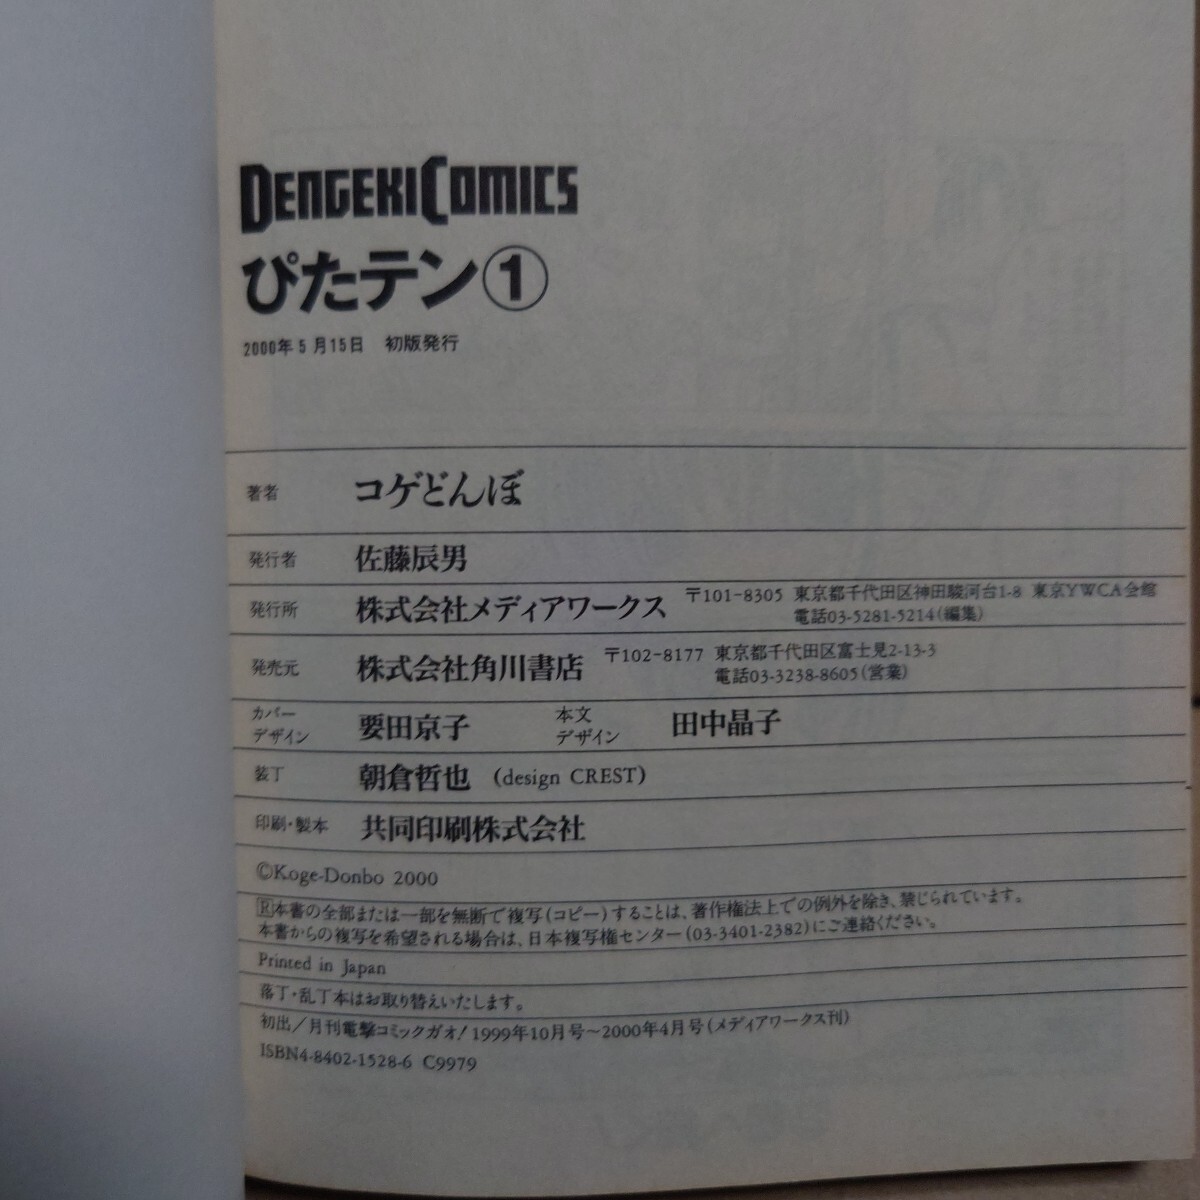 DENGEKI COMICS
ぴたテン①
2000年5月15日 初版発行
著者 コゲどんぼ
発行者 佐藤辰男
発行所 株式会社メディアワークス 〒101-8305 東京都千代田区神田駿河台1-8 東京YWCA会館
電話03-5281-5214(編集)
発売元 株式会社角川書店 〒102-8177 東京都千代田区富士見2-13-3
電話03-3238-8605(営業)
カバーデザイン 要田京子 本文デザイン 田中晶子
装丁 朝倉哲也 (design CREST)
印刷・製本 共同印刷株式会社
©Koge-Donbo 2000
Ⓡ本書の全部または一部を無断で複写(コピー)することは、著作権法上での例外を除き、禁じられています。
本書からの複写を希望される場合は、日本複写権センター(03-3401-2382)にご連絡ください。
Printed in Japan
落丁・乱丁本はお取り替えいたします。
初出/月刊電撃コミックガオ!1999年10月号～2000年4月号(メディアワークス刊)
ISBN4-8402-1528-6 C9979